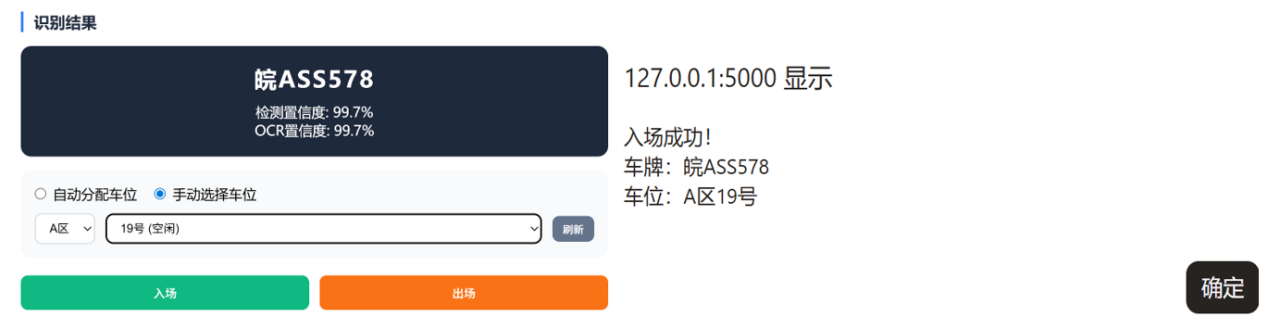 识别结果
皖ASS578
检测置信度: 99.7%
OCR置信度: 99.7%
自动分配车位 手动选择车位
A区 19号 (空闲) 刷新
入场 出场
127.0.0.1:5000 显示
入场成功！
车牌：皖ASS578
车位：A区19号
确定